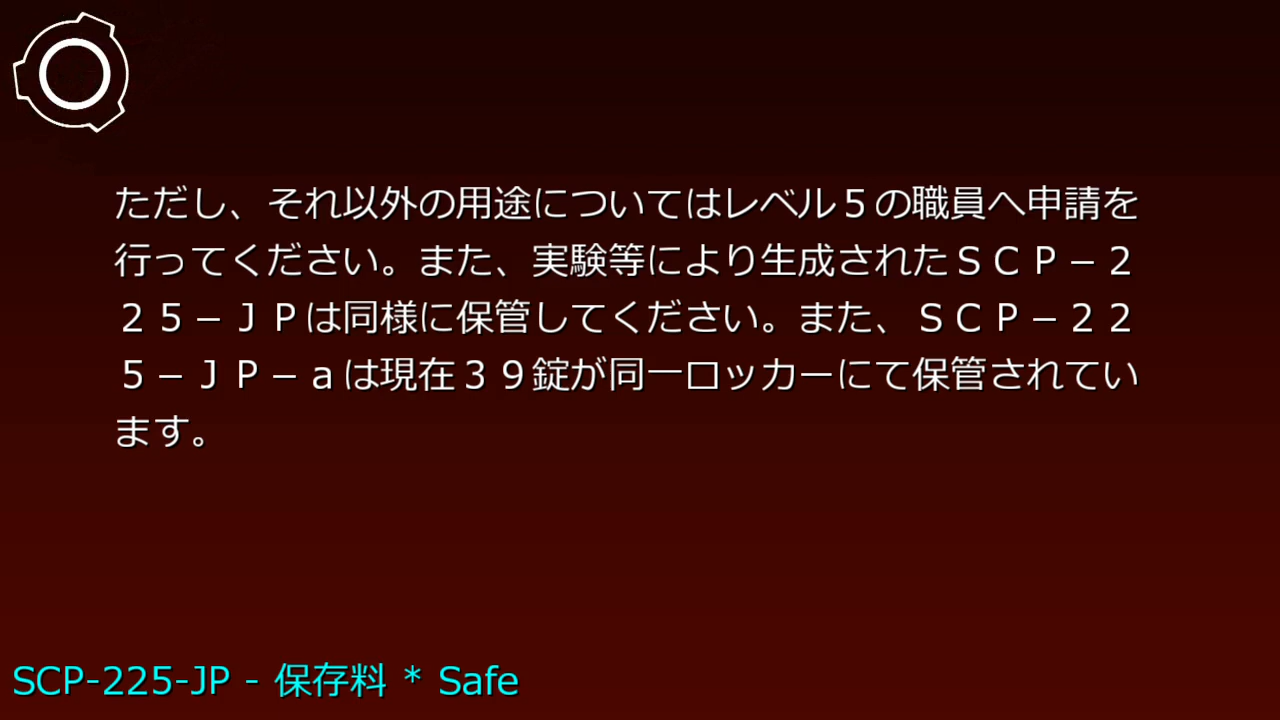 ただし、それ以外の用途についてはレベル５の職員へ申請を
行ってください。また、実験等により生成されたＳＣＰ－２
２５－ＪＰは同様に保管してください。また、ＳＣＰ－２２
５－ＪＰ－ａは現在３９錠が同一ロッカーにて保管されてい
ます。
SCP-225-JP - 保存料 * Safe